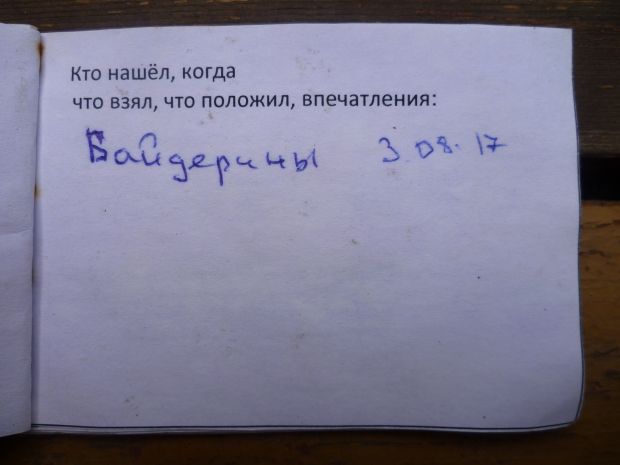 Кто нашёл, когда
что взял, что положил, впечатления:
Байдерины 3.08.17